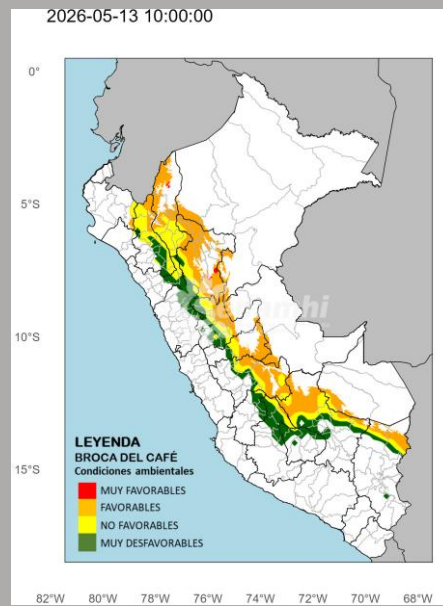 2026-05-13 10:00:00
0°
5°S
10°S
15°S
senamhi
LEYENDA
BROCA DEL CAFÉ
Condiciones ambientales
MUY FAVORABLES
FAVORABLES
NO FAVORABLES
MUY DESFAVORABLES
82°W 80°W 78°W 76°W 74°W 72°W 70°W 68°W